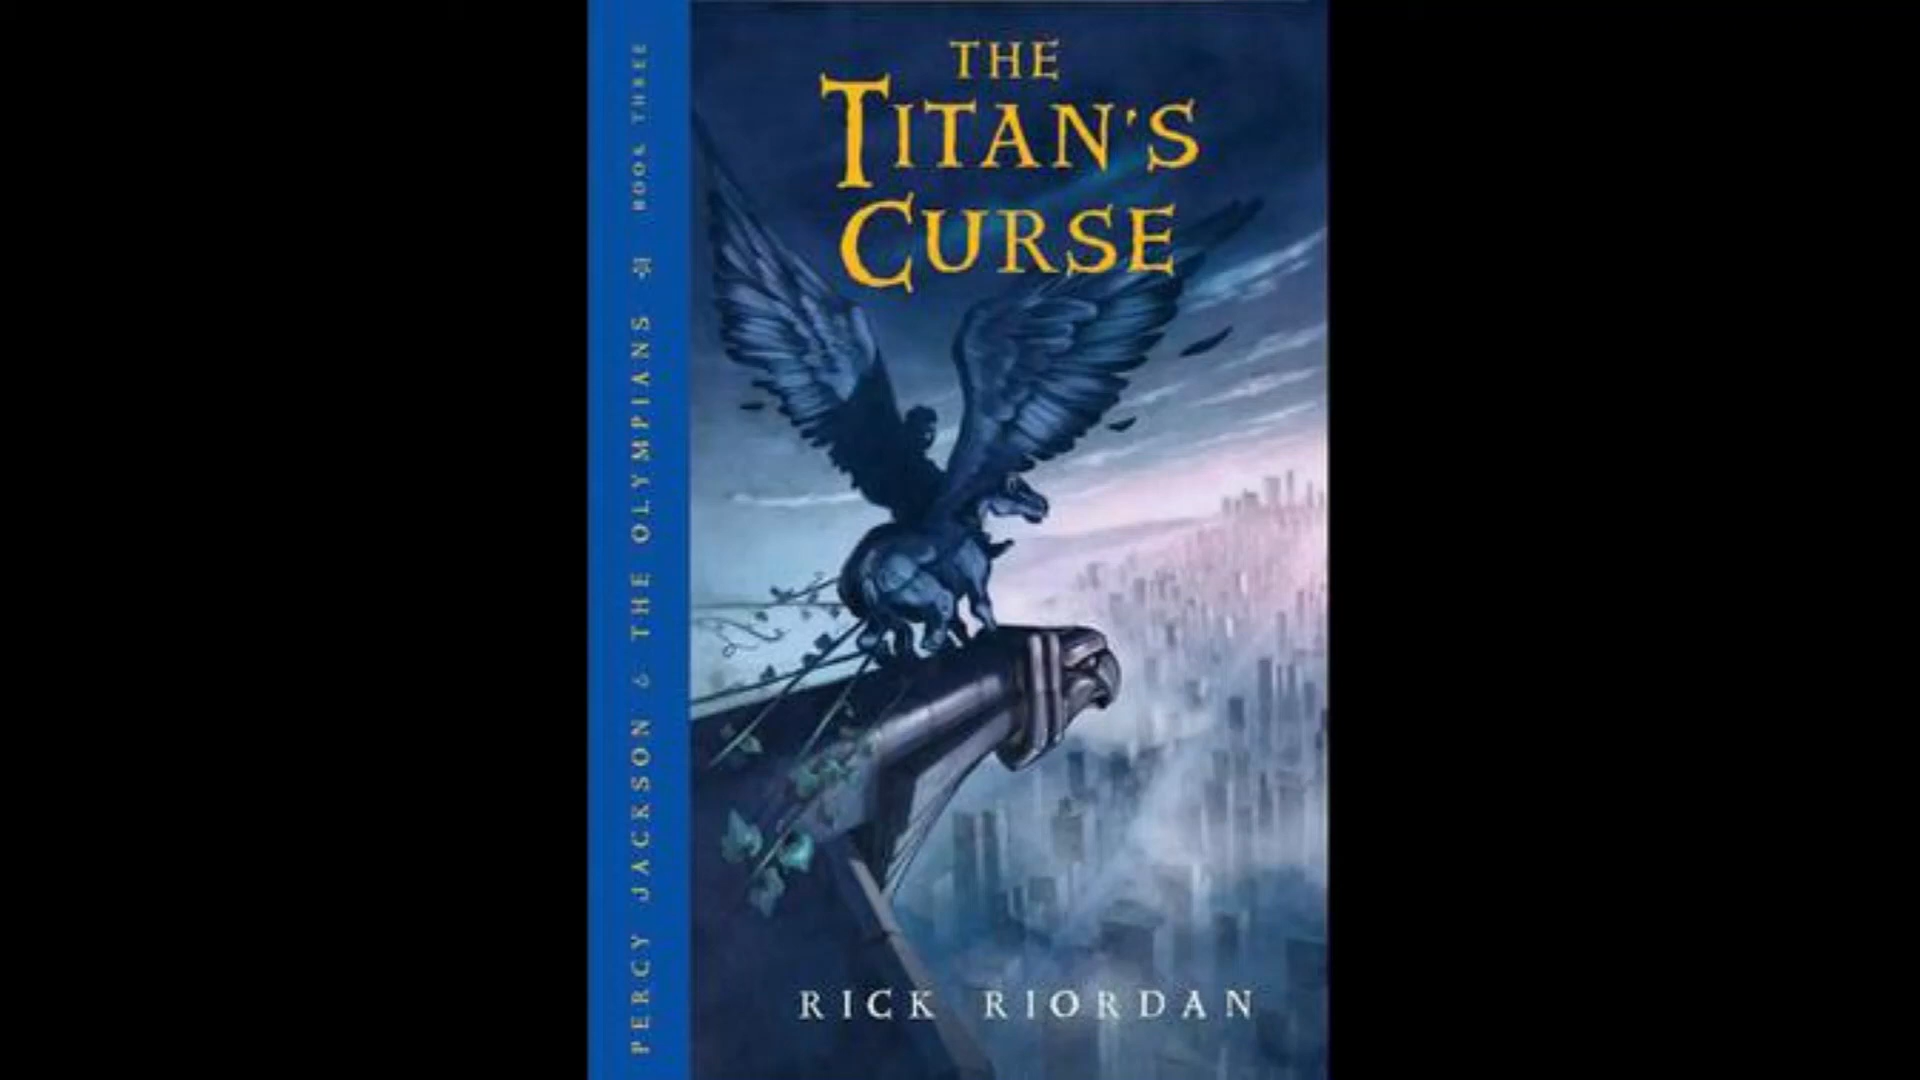 THE
TITAN'S
CURSE
RICK RIORDAN
PERCY JACKSON & THE OLYMPIANS BOOK THREE